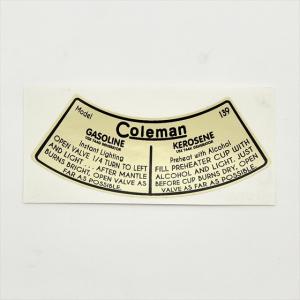 Model 139
Coleman
GASOLINE
Instant Lighting
OPEN VALVE 1/4 TURN TO LEFT
AND LIGHT... AFTER MANTLE
BURNS BRIGHT, OPEN VALVE AS
FAR AS POSSIBLE.
KEROSENE
Preheat with Alcohol
FILL PREHEATER CUP WITH
ALCOHOL AND LIGHT. JUST
BEFORE CUP BURNS DRY, OPEN
VALVE AS FAR AS POSSIBLE.